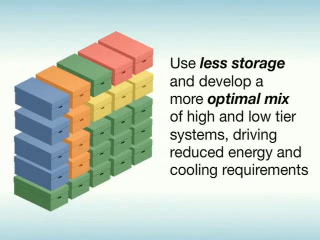 Use less storage
and develop a
more optimal mix
of high and low tier
systems, driving
reduced energy and
cooling requirements